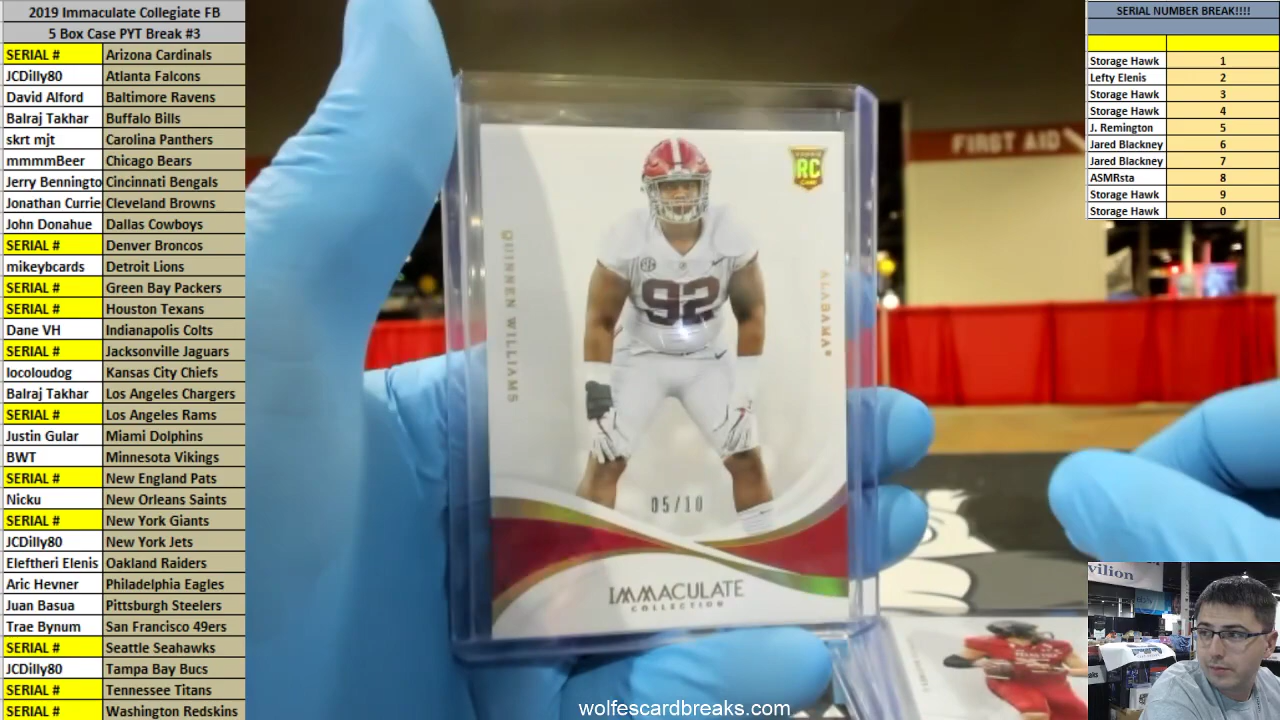 2019 Immaculate Collegiate FB
5 Box Case PYT Break #3
SERIAL # Arizona Cardinals
JCDilly80 Atlanta Falcons
David Alford Baltimore Ravens
Balraj Takhar Buffalo Bills
skrt mjt Carolina Panthers
mmmmBeer Chicago Bears
Jerry Benningto Cincinnati Bengals
Jonathan Currie Cleveland Browns
John Donahue Dallas Cowboys
SERIAL # Denver Broncos
mikeybcards Detroit Lions
SERIAL # Green Bay Packers
SERIAL # Houston Texans
Dane VH Indianapolis Colts
SERIAL # Jacksonville Jaguars
locoloudog Kansas City Chiefs
Balraj Takhar Los Angeles Chargers
SERIAL # Los Angeles Rams
Justin Gular Miami Dolphins
BWT Minnesota Vikings
SERIAL # New England Pats
Nicku New Orleans Saints
SERIAL # New York Giants
JCDilly80 New York Jets
Eleftheri Elenis Oakland Raiders
Aric Hevner Philadelphia Eagles
Juan Basua Pittsburgh Steelers
Trae Bynum San Francisco 49ers
SERIAL # Seattle Seahawks
JCDilly80 Tampa Bay Bucs
SERIAL # Tennessee Titans
SERIAL # Washington Redskins
RC
QUINNEN WILLIAMS
ALABAMA
92
05/10
IMMACULATE
COLLECTION
FIRST AID
wolfescardbreaks.com
SERIAL NUMBER BREAK!!!!
Storage Hawk 1
Lefty Elenis 2
Storage Hawk 3
Storage Hawk 4
J. Remington 5
Jared Blackney 6
Jared Blackney 7
ASMRsta 8
Storage Hawk 9
Storage Hawk 0
vilion